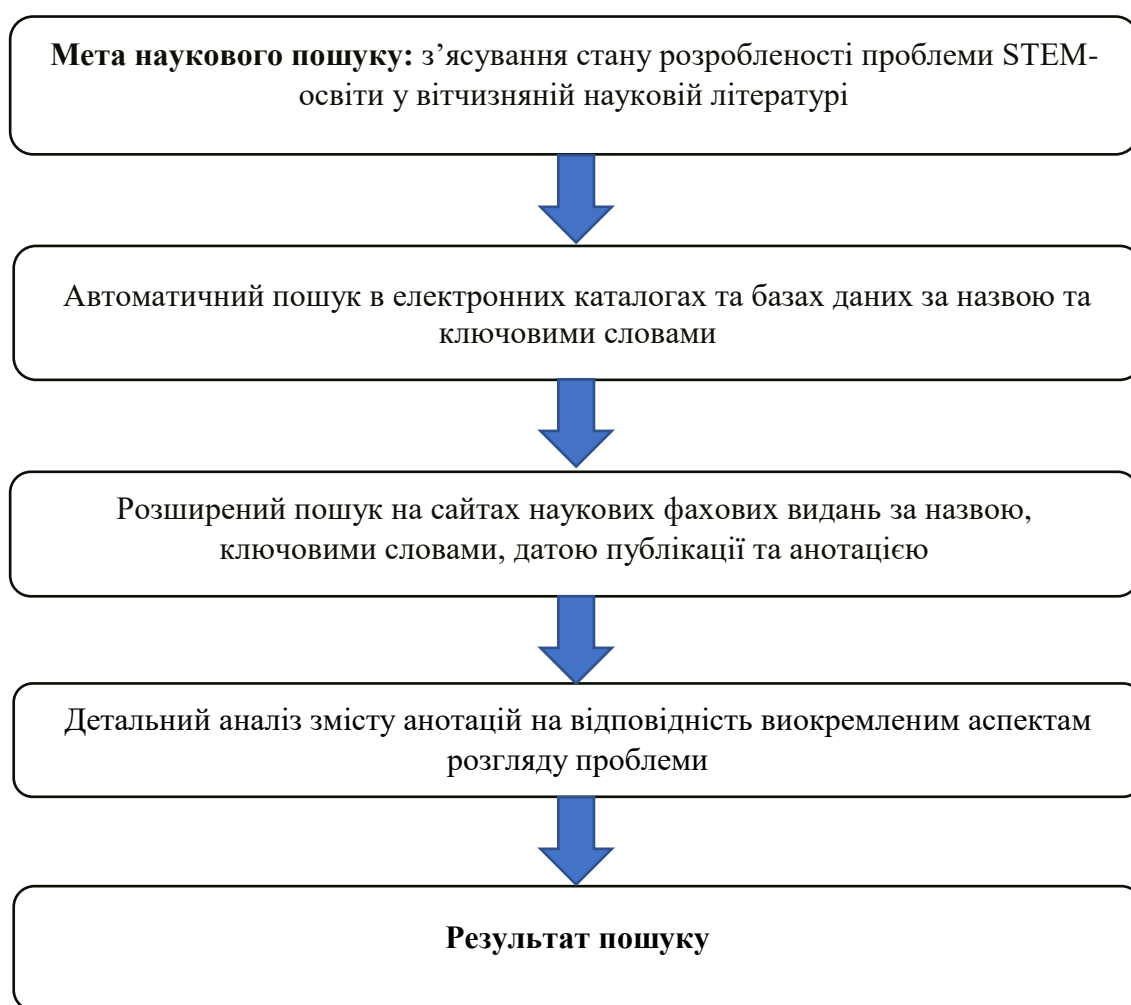 Мета наукового пошуку: з’ясування стану розробленості проблеми STEM-
освіти у вітчизняній науковій літературі
Автоматичний пошук в електронних каталогах та базах даних за назвою та
ключовими словами
Розширений пошук на сайтах наукових фахових видань за назвою,
ключовими словами, датою публікації та анотацією
Детальний аналіз змісту анотацій на відповідність виокремленим аспектам
розгляду проблеми
Результат пошуку